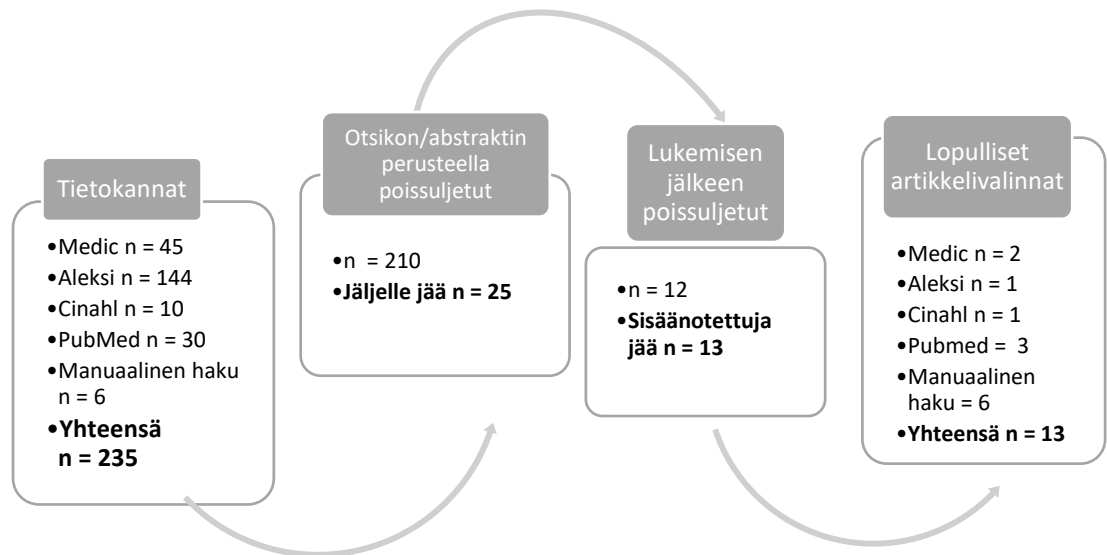 Tietokannat
•Medic n = 45
•Aleksi n = 144
•Cinahl n = 10
•PubMed n = 30
•Manuaalinen haku
n = 6
•Yhteensä
n = 235
Otsikon/abstraktin
perusteella
poissuljetut
•n = 210
•Jäljelle jää n = 25
Lukemisen
jälkeen
poissuljetut
•n = 12
•Sisäänotettuja
jää n = 13
Lopulliset
artikkelivalinnat
•Medic n = 2
•Aleksi n = 1
•Cinahl n = 1
•Pubmed = 3
•Manuaalinen
haku = 6
•Yhteensä n = 13